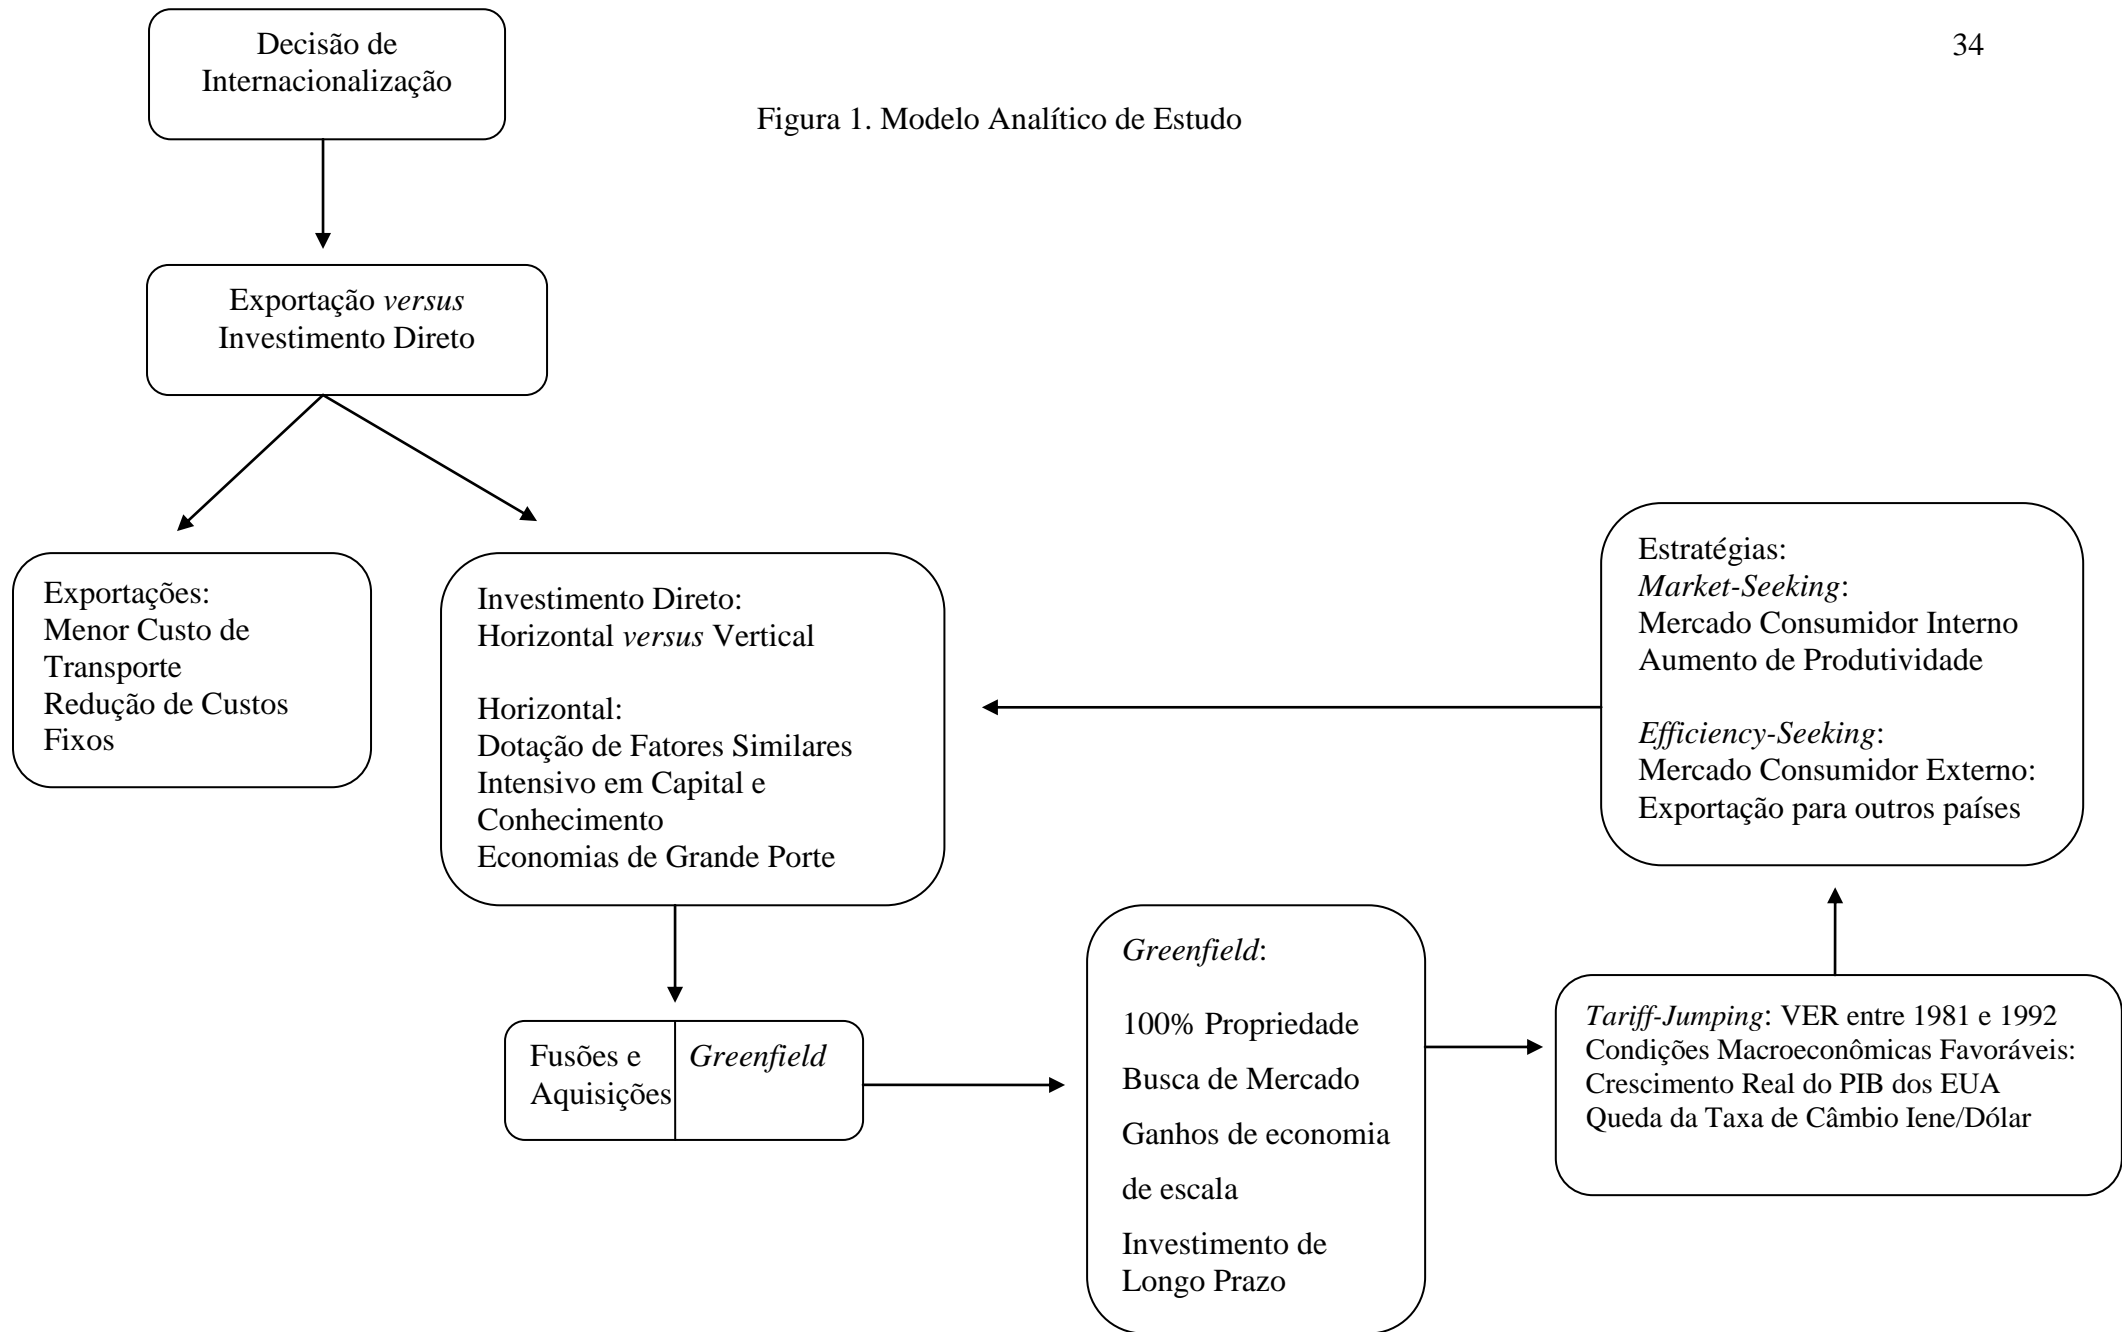 34
Figura 1. Modelo Analítico de Estudo
Decisão de
Internacionalização
Exportação versus
Investimento Direto
Exportações:
Menor Custo de
Transporte
Redução de Custos
Fixos
Investimento Direto:
Horizontal versus Vertical
Horizontal:
Dotação de Fatores Similares
Intensivo em Capital e
Conhecimento
Economias de Grande Porte
Fusões e
Aquisições
Greenfield
Greenfield:
100% Propriedade
Busca de Mercado
Ganhos de economia
de escala
Investimento de
Longo Prazo
Tariff-Jumping: VER entre 1981 e 1992
Condições Macroeconômicas Favoráveis:
Crescimento Real do PIB dos EUA
Queda da Taxa de Câmbio Iene/Dólar
Estratégias:
Market-Seeking:
Mercado Consumidor Interno
Aumento de Produtividade
Efficiency-Seeking:
Mercado Consumidor Externo:
Exportação para outros países